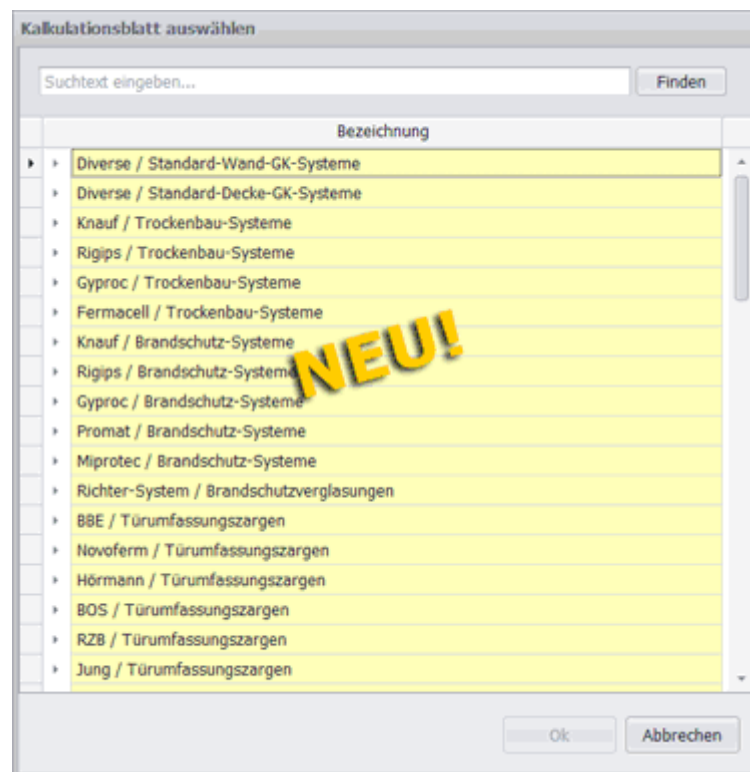 Kalkulationsblatt auswählen
Suchtext eingeben...
Finden
Bezeichnung
Diverse / Standard-Wand-GK-Systeme
Diverse / Standard-Decke-GK-Systeme
Knauf / Trockenbau-Systeme
Rigips / Trockenbau-Systeme
Gyproc / Trockenbau-Systeme
Fermacell / Trockenbau-Systeme
Knauf / Brandschutz-Systeme
Rigips / Brandschutz-Systeme
NEU!
Gyproc / Brandschutz-Systeme
Promat / Brandschutz-Systeme
Miprotec / Brandschutz-Systeme
Richter-System / Brandschutzverglasungen
BBE / Türumfassungszargen
Novoferm / Türumfassungszargen
Hörmann / Türumfassungszargen
BOS / Türumfassungszargen
RZB / Türumfassungszargen
Jung / Türumfassungszargen
Ok
Abbrechen